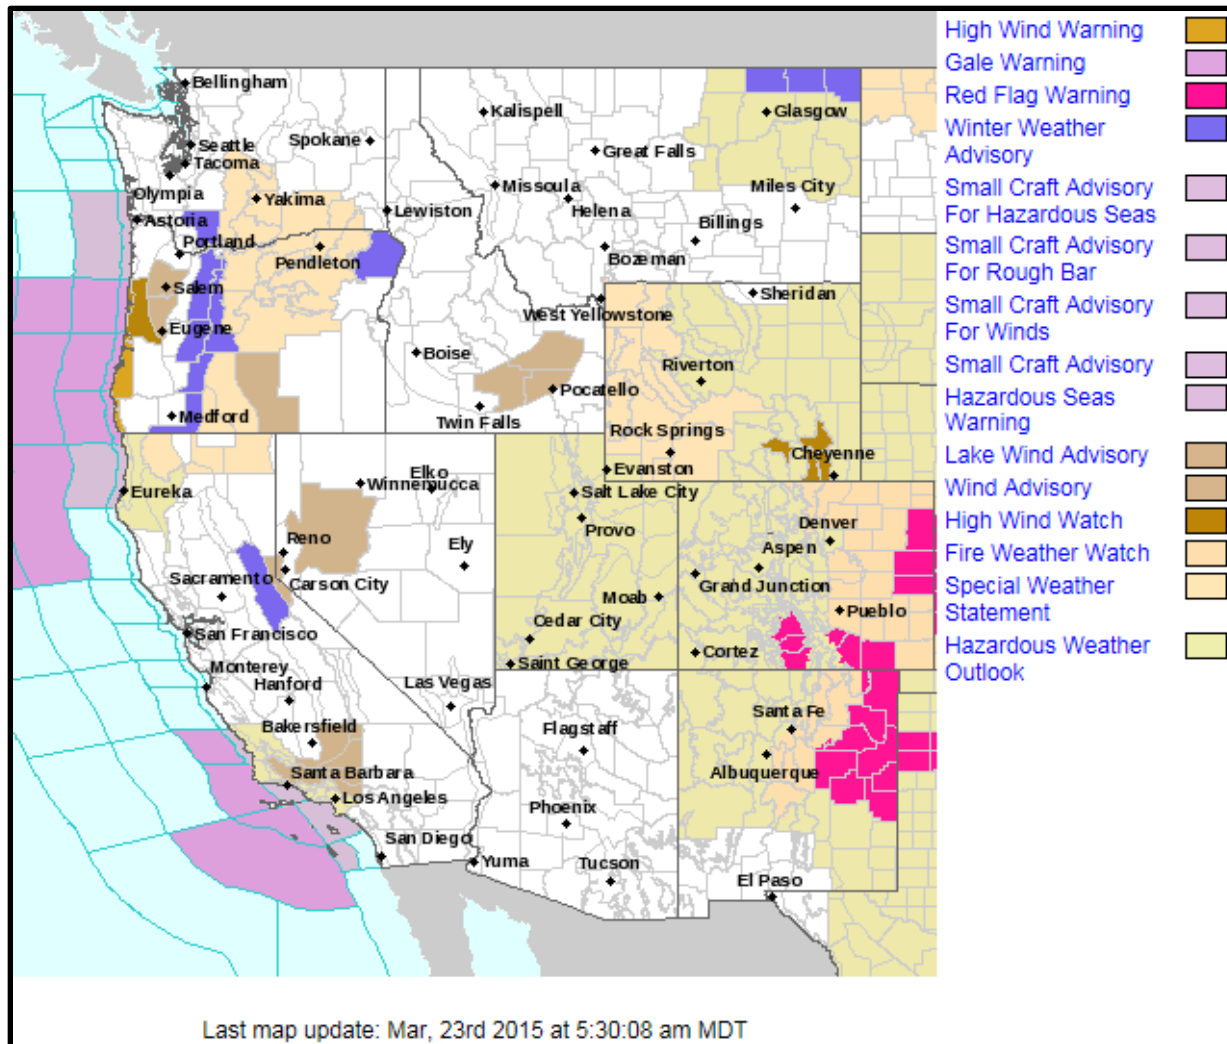 High Wind Warning
Gale Warning
Red Flag Warning
Winter Weather
Advisory
Small Craft Advisory
For Hazardous Seas
Small Craft Advisory
For Rough Bar
Small Craft Advisory
For Winds
Small Craft Advisory
Hazardous Seas
Warning
Lake Wind Advisory
Wind Advisory
High Wind Watch
Fire Weather Watch
Special Weather
Statement
Hazardous Weather
Outlook
Bellingham
Kalispell
Glasgow
Seattle
Spokane
Great Falls
Tacoma
Olympia
Missoula
Miles City
Yakima
Helena
Lewiston
Astoria
Billings
Portland
Pendleton
Bozeman
Salem
Sheridan
West Yellowstone
Eugene
Boise
Riverton
Pocatello
Medford
Twin Falls
Rock Springs
Cheyenne
Evanston
Elko
Winnemucca
Eureka
Salt Lake City
Provo
Denver
Reno
Ely
Aspen
Sacramento
Carson City
Grand Junction
Moab
Pueblo
San Francisco
Cedar City
Cortez
Saint George
Monterey
Hanford
Las Vegas
Santa Fe
Bakersfield
Flagstaff
Albuquerque
Santa Barbara
Los Angeles
Phoenix
San Diego
Yuma
Tucson
El Paso
Last map update: Mar, 23rd 2015 at 5:30:08 am MDT